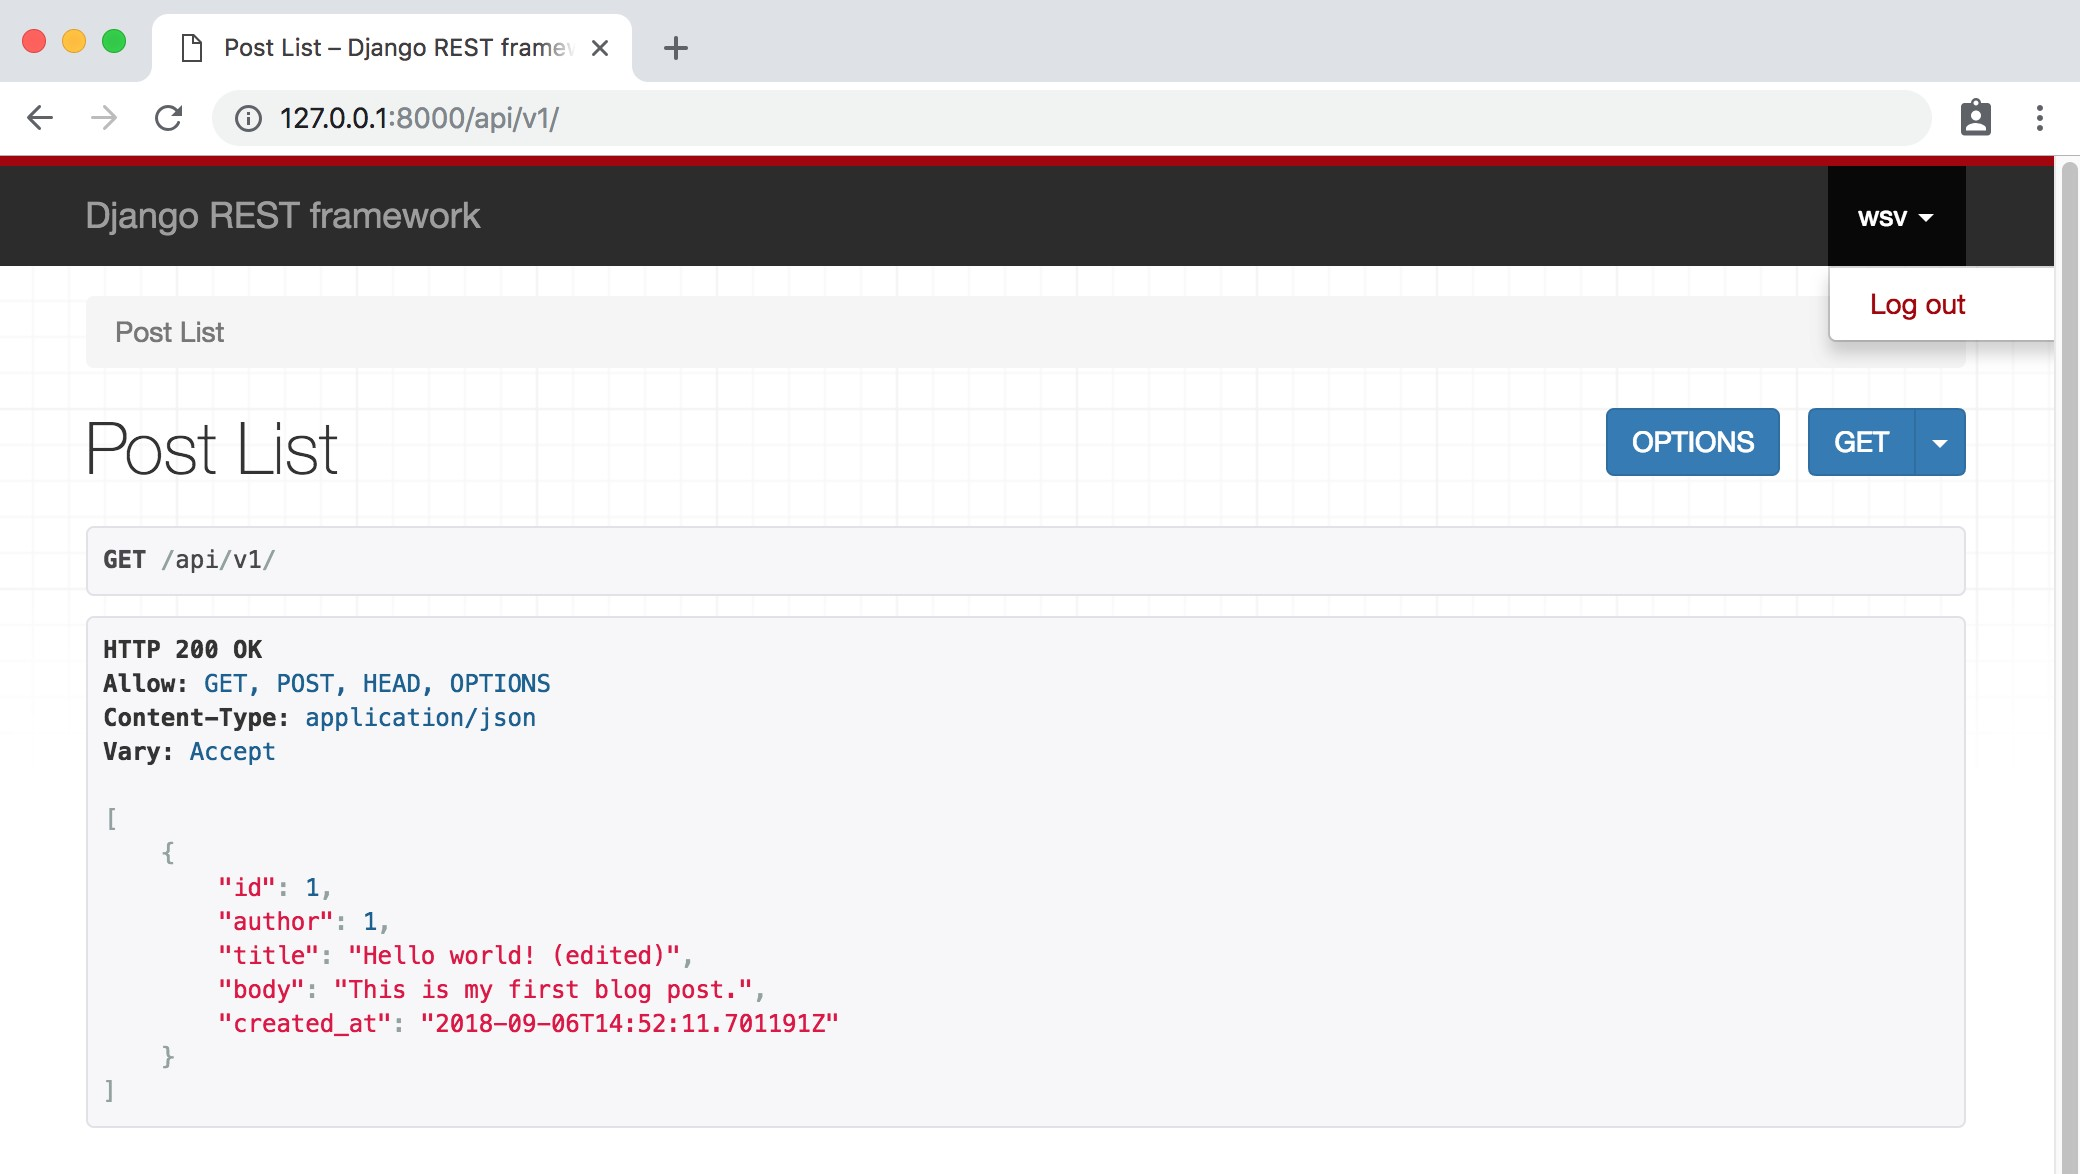 Post List – Django REST framew
127.0.0.1:8000/api/v1/
Django REST framework
wsv
Log out
Post List
Post List
OPTIONS
GET
GET /api/v1/
HTTP 200 OK
Allow: GET, POST, HEAD, OPTIONS
Content-Type: application/json
Vary: Accept
[
    {
        "id": 1,
        "author": 1,
        "title": "Hello world! (edited)",
        "body": "This is my first blog post.",
        "created_at": "2018-09-06T14:52:11.701191Z"
    }
]